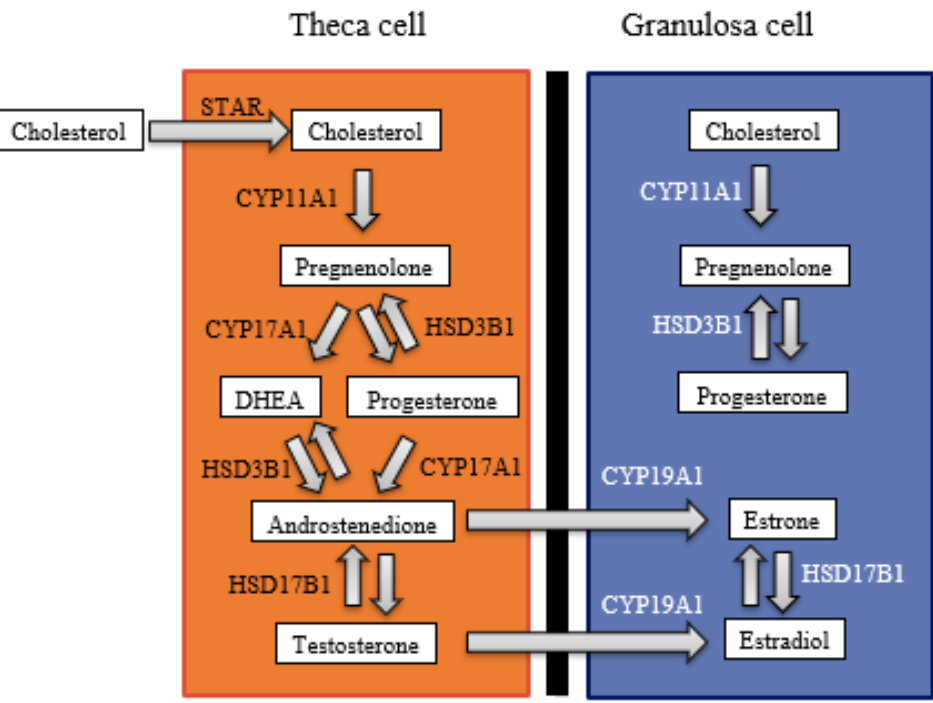 Theca cell
Granulosa cell
STAR
Cholesterol
Cholesterol
Cholesterol
CYP11A1
CYP11A1
Pregnenolone
Pregnenolone
CYP17A1
HSD3B1
HSD3B1
DHEA
Progesterone
Progesterone
HSD3B1
CYP17A1
CYP19A1
Androstenedione
Estrone
HSD17B1
HSD17B1
CYP19A1
Testosterone
Estradiol